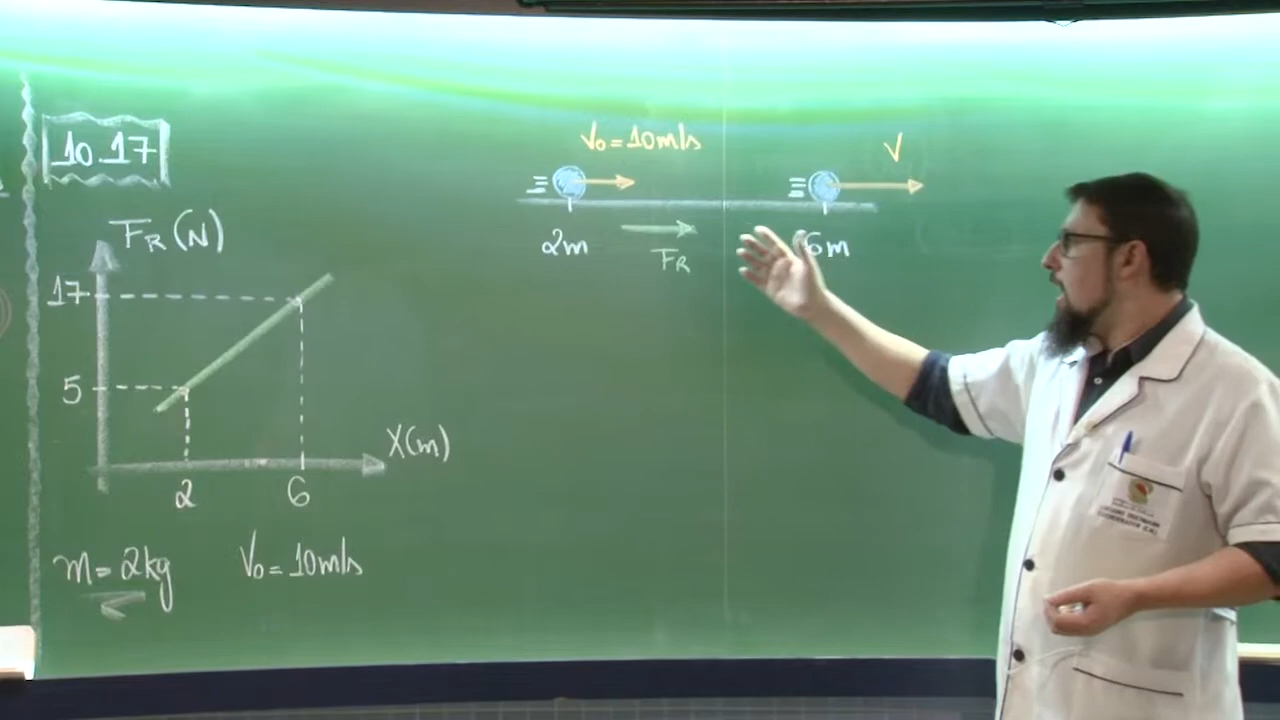 10.17
FR(N)
17
5
2
6
X(m)
m=2kg
V0=10m/s
V0=10m/s
V
2m
6m
FR